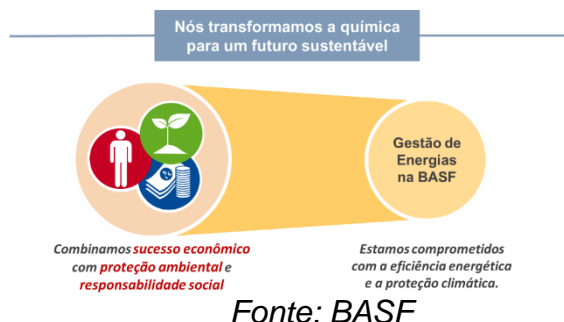 Nós transformamos a química
para um futuro sustentável
Gestão de
Energias
na BASF
Combinamos sucesso econômico
com proteção ambiental e
responsabilidade social
Estamos comprometidos
com a eficiência energética
e a proteção climática.
Fonte: BASF